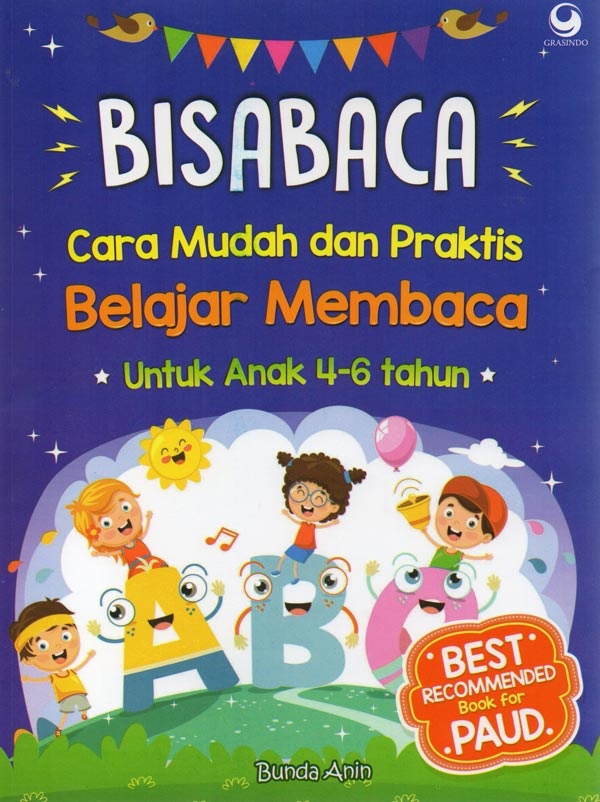 GRASINDO
BISABACA
Cara Mudah dan Praktis
Belajar Membaca
Untuk Anak 4-6 tahun
A B C
BEST
RECOMMENDED
Book for
PAUD
Bunda Anin